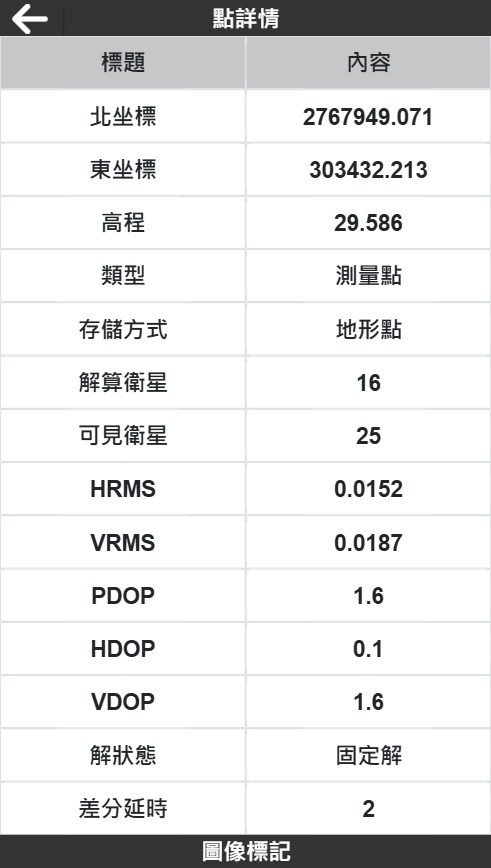 點詳情
標題 內容
北坐標 2767949.071
東坐標 303432.213
高程 29.586
類型 測量點
存儲方式 地形點
解算衛星 16
可見衛星 25
HRMS 0.0152
VRMS 0.0187
PDOP 1.6
HDOP 0.1
VDOP 1.6
解狀態 固定解
差分延時 2
圖像標記